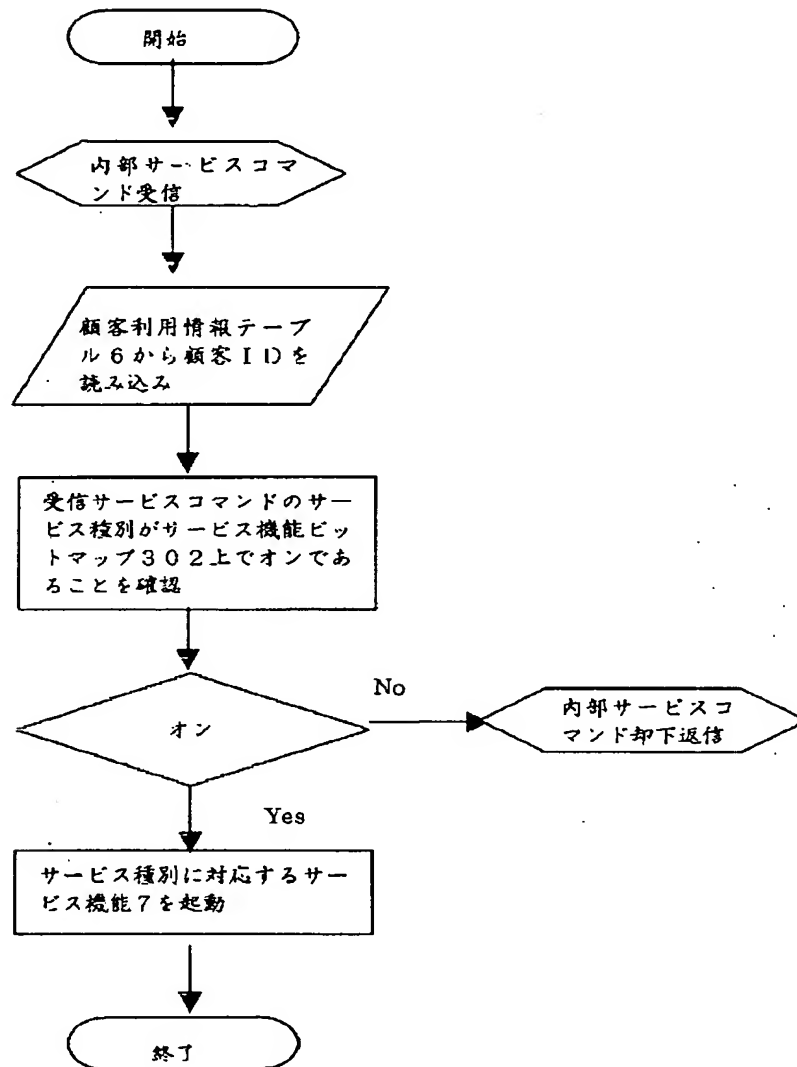 開始
内部サービスコマ
ンド受信
顧客利用情報テーブ
ル6から顧客IDを
読み込み
受信サービスコマンドのサー
ビス種別がサービス機能ビッ
トマップ302上でオンであ
ることを確認
オン
No
内部サービスコ
マンド却下返信
Yes
サービス種別に対応するサー
ビス機能7を起動
終了